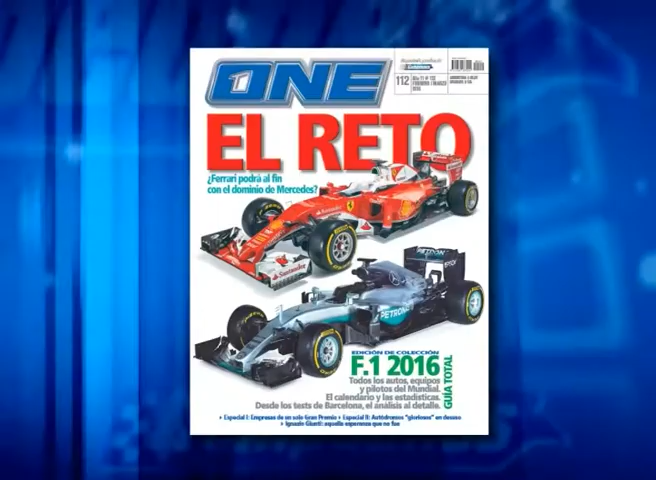 ONE
112
EL RETO
¿Ferrari podrá al fin
con el dominio de Mercedes?
Santander
Santander
PETRONAS
EDICIÓN DE COLECCIÓN
F.1 2016
GUÍA TOTAL
Todos los autos, equipos
y pilotos del Mundial.
El calendario y las estadísticas.
Desde los tests de Barcelona, el análisis al detalle.
• Especial I: Empresas de un solo Gran Premio • Especial II: Autódromos "gloriosos" en desuso
• Ignazio Giunti: aquella esperanza que no fue